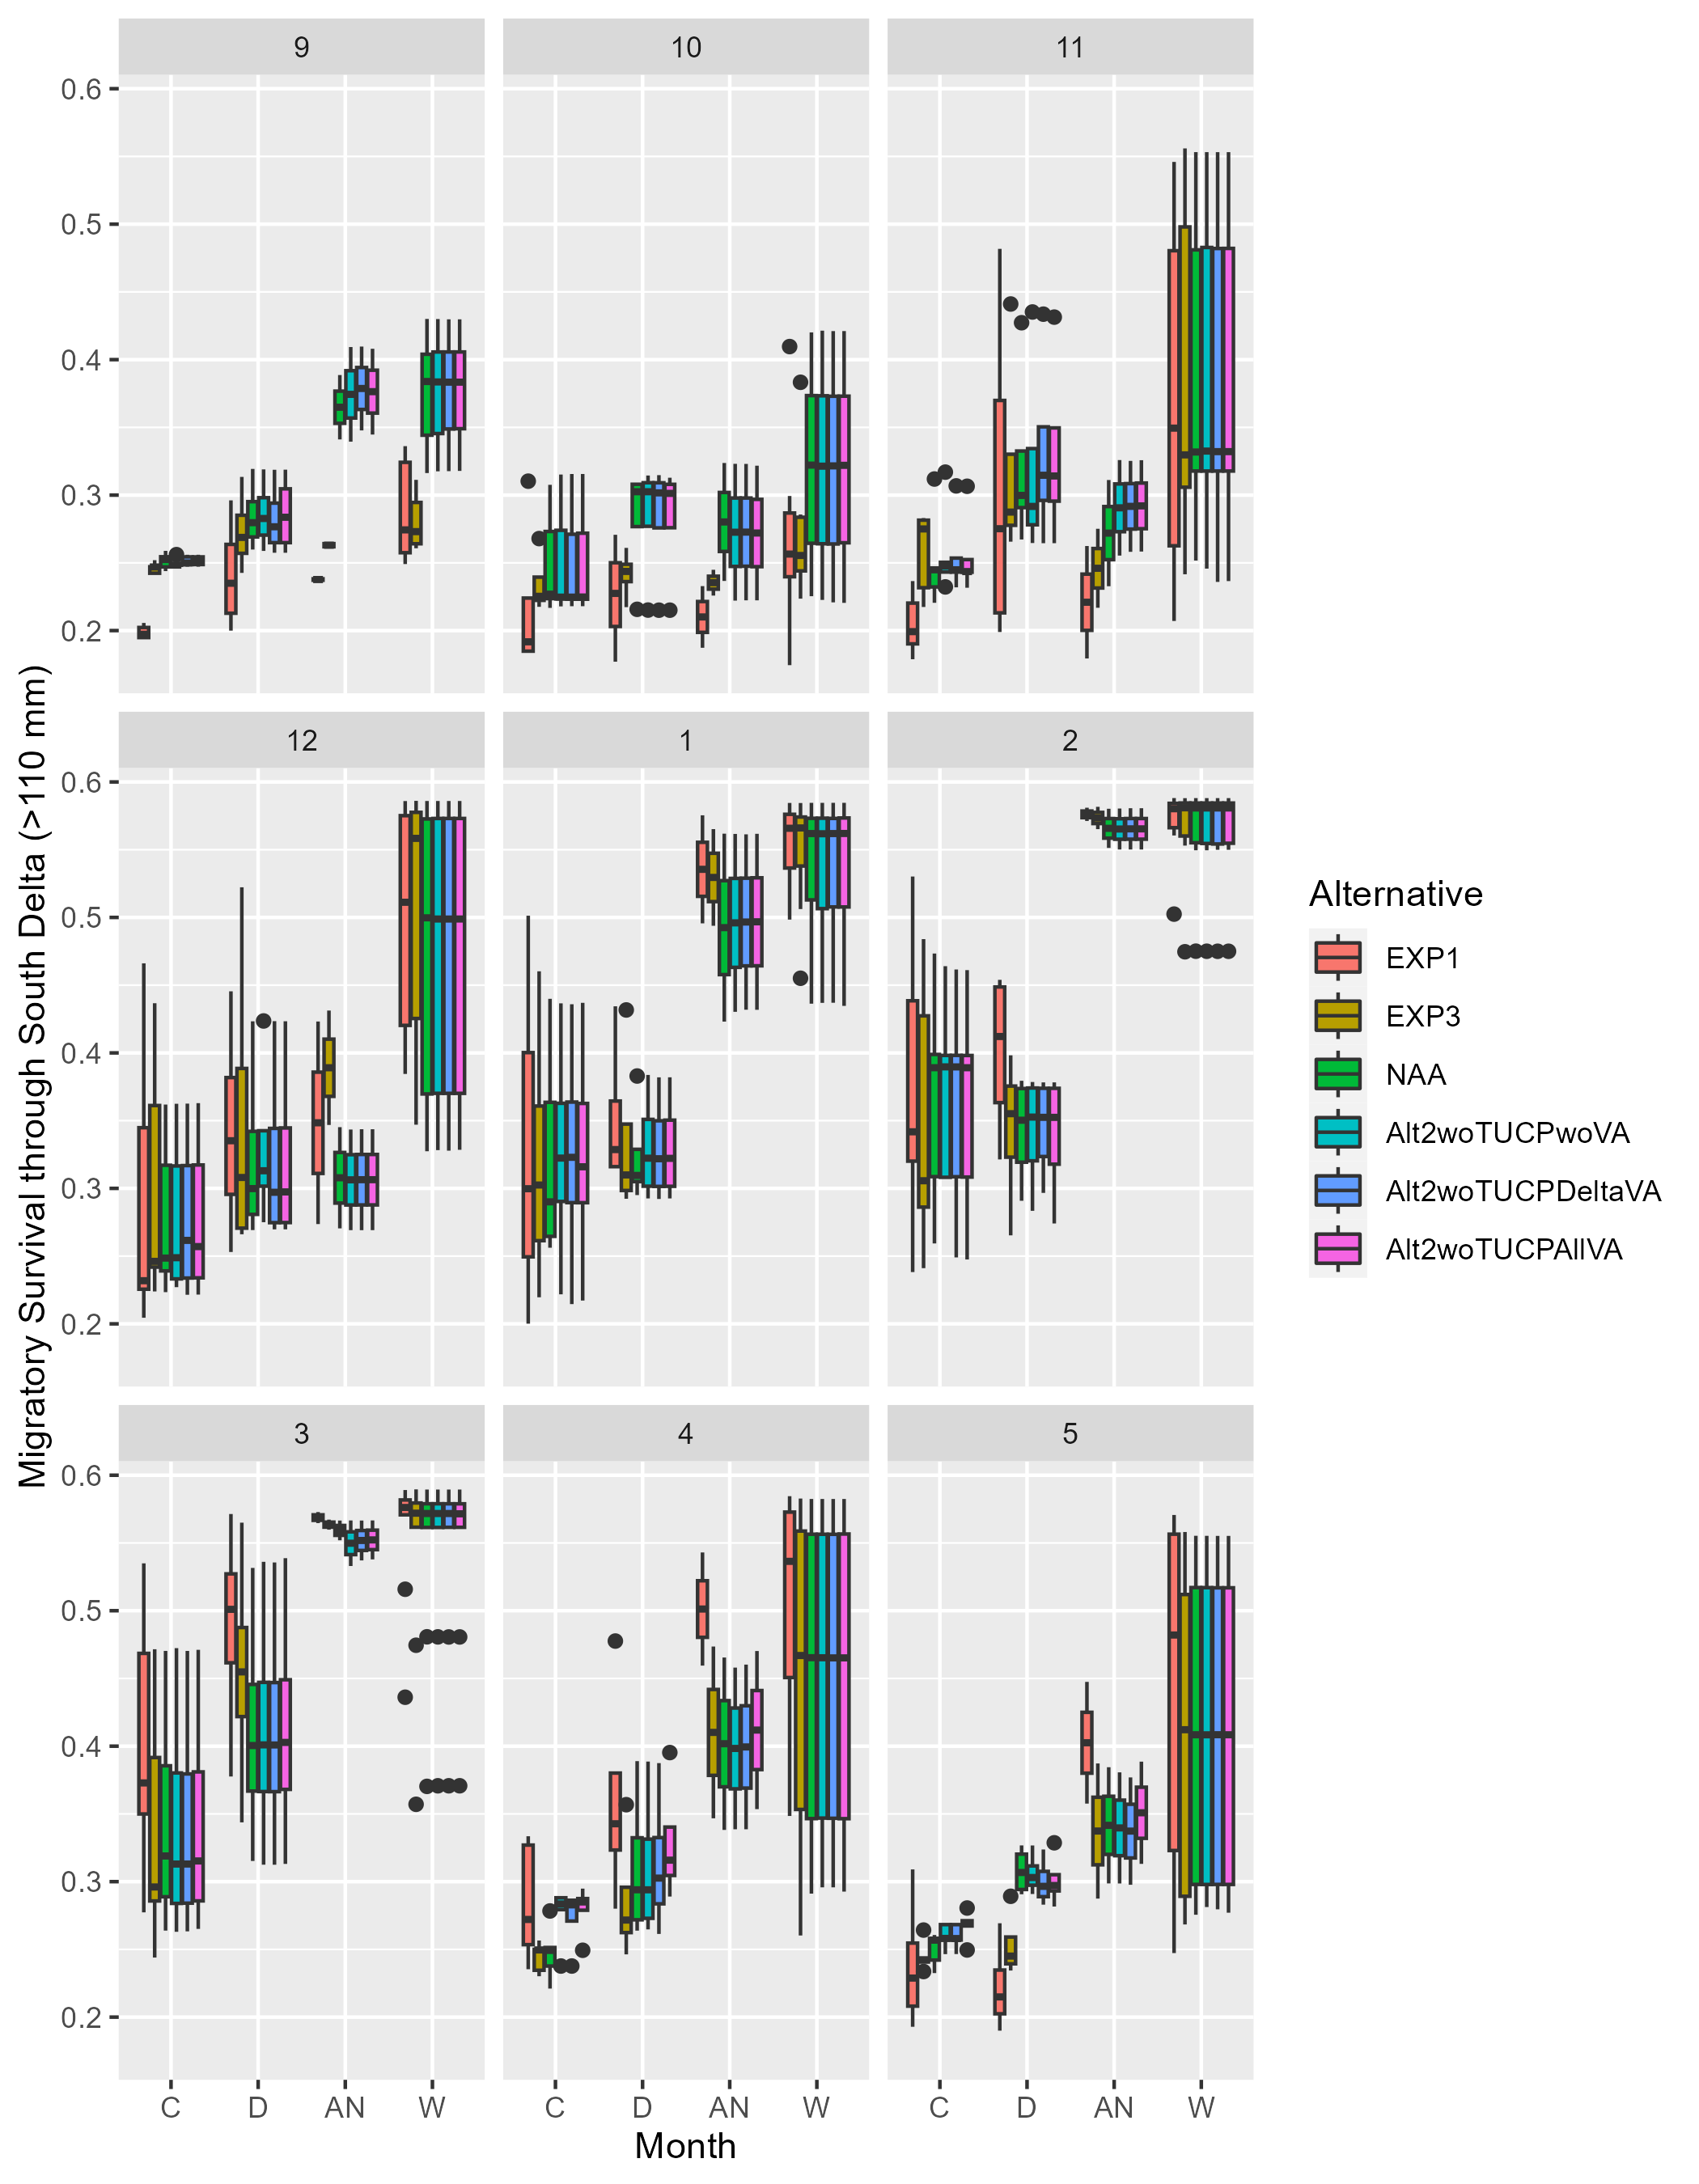 9 10 11
0.6
0.5
0.4
0.3
0.2
12 1 2
0.6
0.5
0.4
0.3
0.2
3 4 5
0.6
0.5
0.4
0.3
0.2
C D AN W C D AN W C D AN W
Month
Migratory Survival through South Delta (>110 mm)
Alternative
EXP1
EXP3
NAA
Alt2woTUCPwoVA
Alt2woTUCPDeltaVA
Alt2woTUCPAllVA